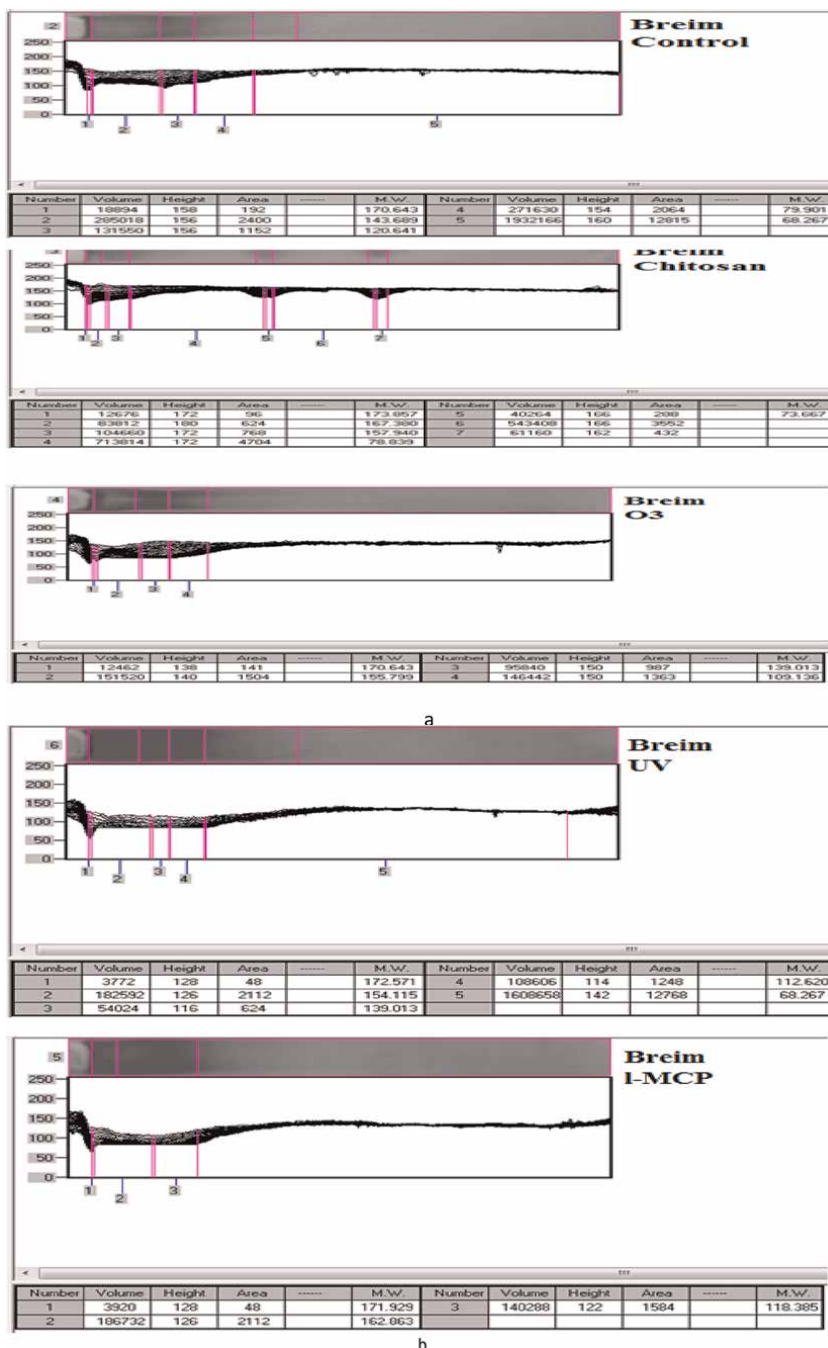 2
Breim
Control
250
200
150
100
50
0
1 2 3 4 5
Number Volume Height Area ----- M.W. Number Volume Height Area ----- M.W.
1 18894 158 192 170.643 4 271630 154 2064 79.901
2 285018 156 2400 143.689 5 1932166 160 12815 68.267
3 131550 156 1152 120.641
Breim
Chitosan
250
200
150
100
50
0
1 2 3 4 5 6 7
Number Volume Height Area ----- M.W. Number Volume Height Area ----- M.W.
1 12676 172 96 173.857 5 40264 166 288 73.667
2 83812 180 624 167.380 6 543408 166 3552
3 104660 172 768 157.940 7 61160 162 432
4 713814 172 4704 78.839
4
Breim
O3
250
200
150
100
50
0
1 2 3 4
Number Volume Height Area ----- M.W. Number Volume Height Area ----- M.W.
1 12462 138 141 170.643 3 95840 150 987 139.013
2 151520 140 1504 155.799 4 146442 150 1363 109.136
a
6
Breim
UV
250
200
150
100
50
0
1 2 3 4 5
Number Volume Height Area ----- M.W. Number Volume Height Area ----- M.W.
1 3772 128 48 172.571 4 108606 114 1248 112.620
2 182592 126 2112 154.115 5 1608658 142 12768 68.267
3 54024 116 624 139.013
5
Breim
l-MCP
250
200
150
100
50
0
1 2 3
Number Volume Height Area ----- M.W. Number Volume Height Area ----- M.W.
1 3920 128 48 171.929 3 140288 122 1584 118.385
2 186732 126 2112 162.863
b